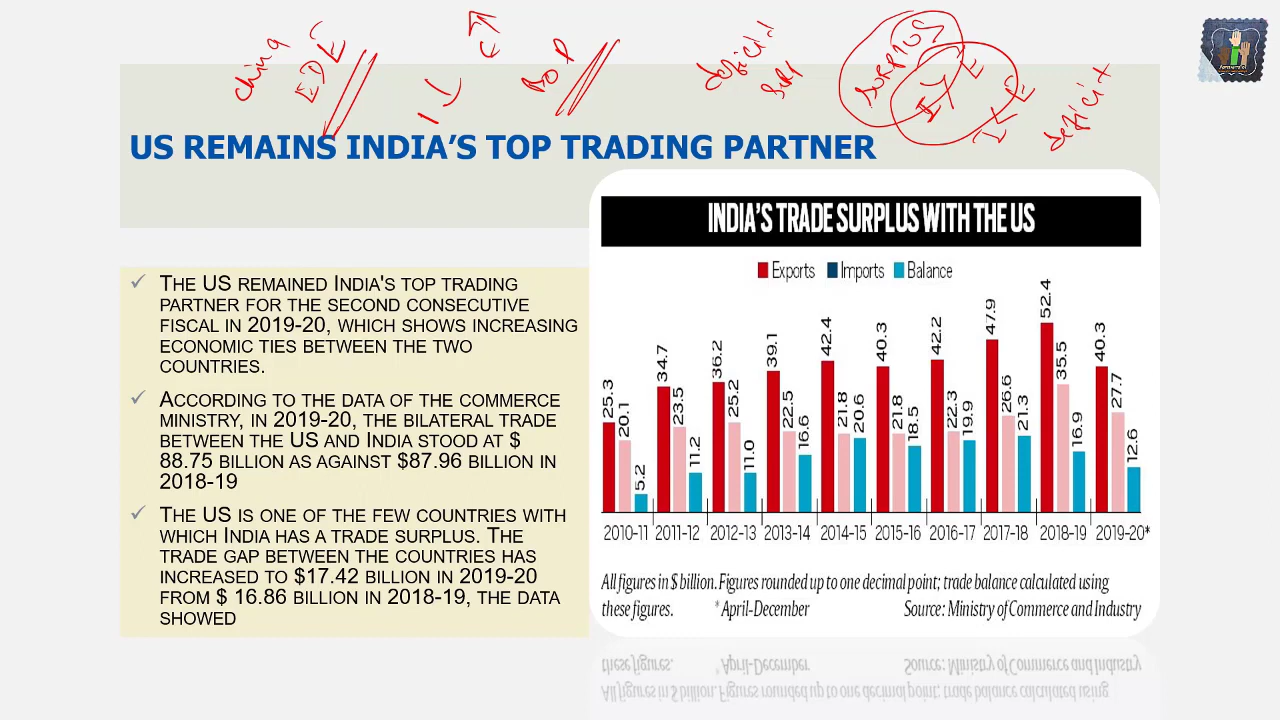 China
EDE
BOP
deficit
SURPLUS
I < E
I > E
deficit
US REMAINS INDIA'S TOP TRADING PARTNER
INDIA'S TRADE SURPLUS WITH THE US
Exports Imports Balance
THE US REMAINED INDIA'S TOP TRADING
PARTNER FOR THE SECOND CONSECUTIVE
FISCAL IN 2019-20, WHICH SHOWS INCREASING
ECONOMIC TIES BETWEEN THE TWO
COUNTRIES.
ACCORDING TO THE DATA OF THE COMMERCE
MINISTRY, IN 2019-20, THE BILATERAL TRADE
BETWEEN THE US AND INDIA STOOD AT $
88.75 BILLION AS AGAINST $87.96 BILLION IN
2018-19
THE US IS ONE OF THE FEW COUNTRIES WITH
WHICH INDIA HAS A TRADE SURPLUS. THE
TRADE GAP BETWEEN THE COUNTRIES HAS
INCREASED TO $17.42 BILLION IN 2019-20
FROM $ 16.86 BILLION IN 2018-19, THE DATA
SHOWED
25.3 20.1 5.2
34.7 23.5 11.2
36.2 25.2 11.0
39.1 22.5 16.6
42.4 21.8 20.6
40.3 21.8 18.5
42.2 22.3 19.9
47.9 26.6 21.3
52.4 35.5 16.9
40.3 27.7 12.6
2010-11 2011-12 2012-13 2013-14 2014-15 2015-16 2016-17 2017-18 2018-19 2019-20*
All figures in $ billion. Figures rounded up to one decimal point; trade balance calculated using
these figures. *April-December Source: Ministry of Commerce and Industry